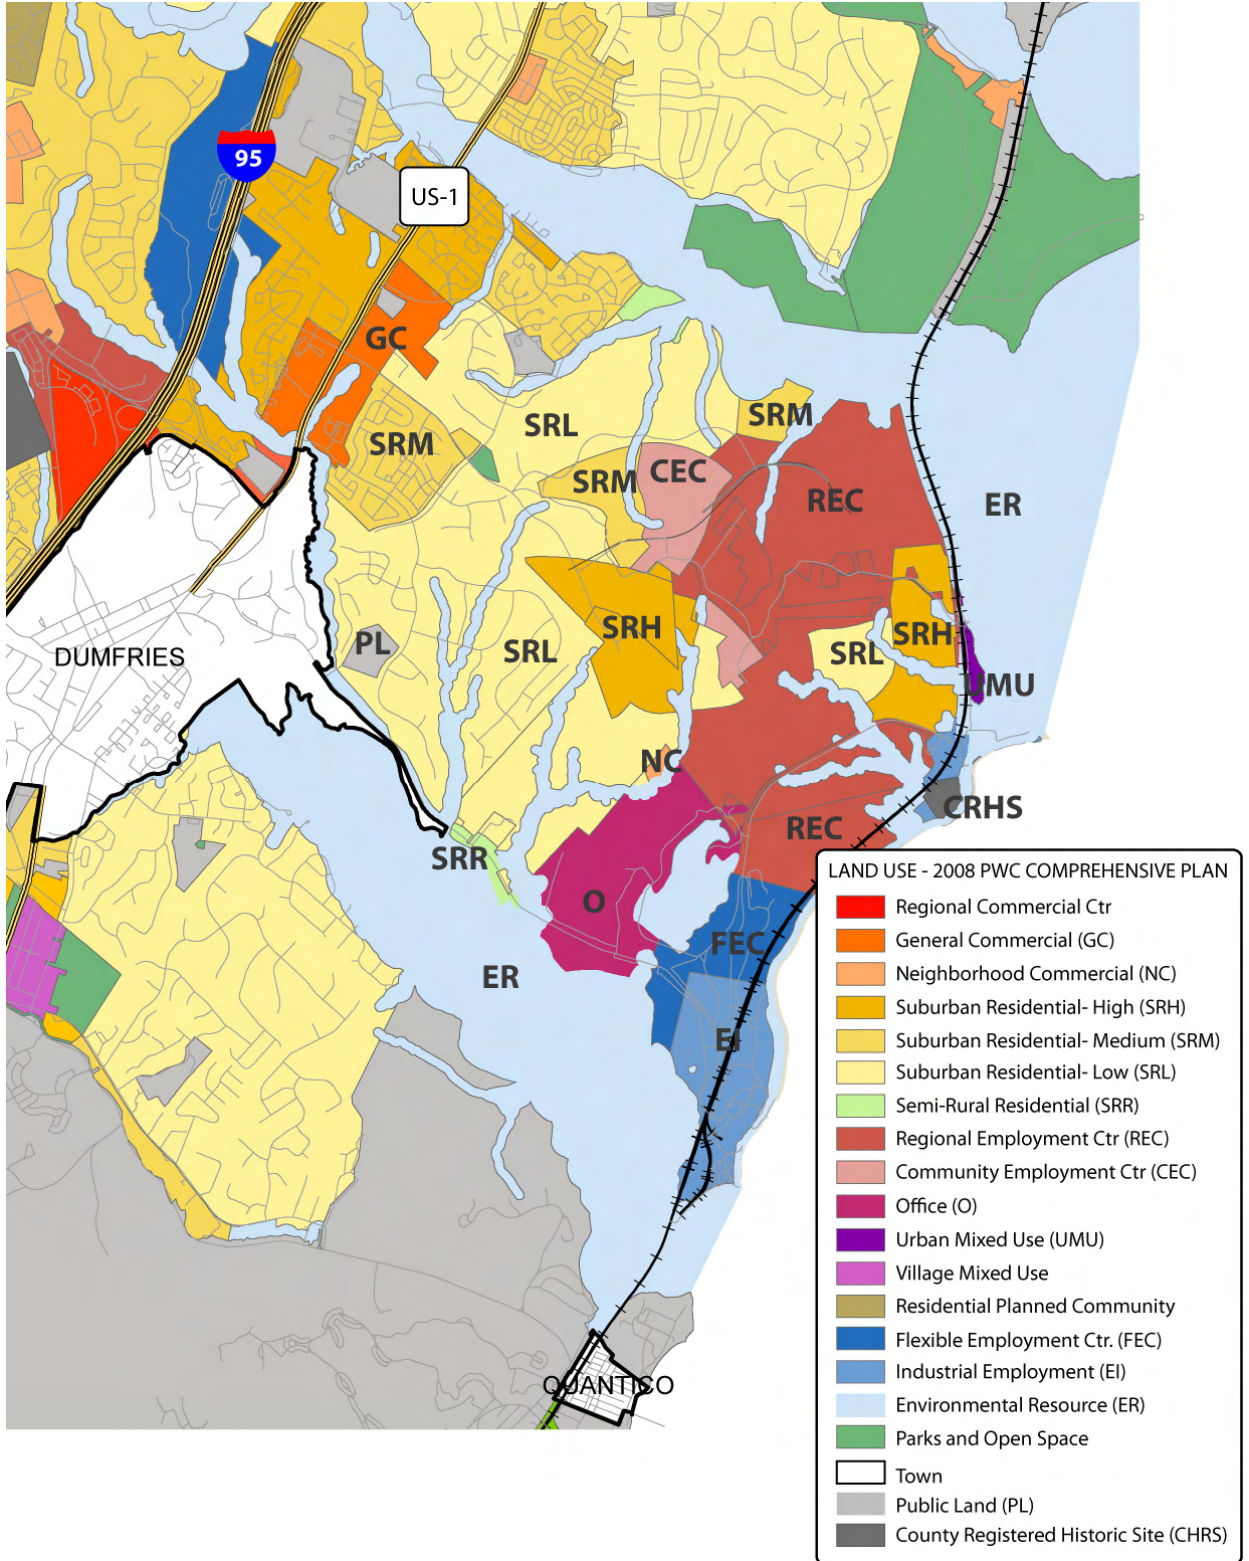 95
US-1
GC
SRM
SRL
SRM
SRM
CEC
REC
ER
SRH
SRH
PL
SRL
SRL
DUMFRIES
UMU
NC
CRHS
REC
SRR
O
FEC
ER
EI
QUANTICO
LAND USE - 2008 PWC COMPREHENSIVE PLAN
Regional Commercial Ctr
General Commercial (GC)
Neighborhood Commercial (NC)
Suburban Residential- High (SRH)
Suburban Residential- Medium (SRM)
Suburban Residential- Low (SRL)
Semi-Rural Residential (SRR)
Regional Employment Ctr (REC)
Community Employment Ctr (CEC)
Office (O)
Urban Mixed Use (UMU)
Village Mixed Use
Residential Planned Community
Flexible Employment Ctr. (FEC)
Industrial Employment (EI)
Environmental Resource (ER)
Parks and Open Space
Town
Public Land (PL)
County Registered Historic Site (CHRS)